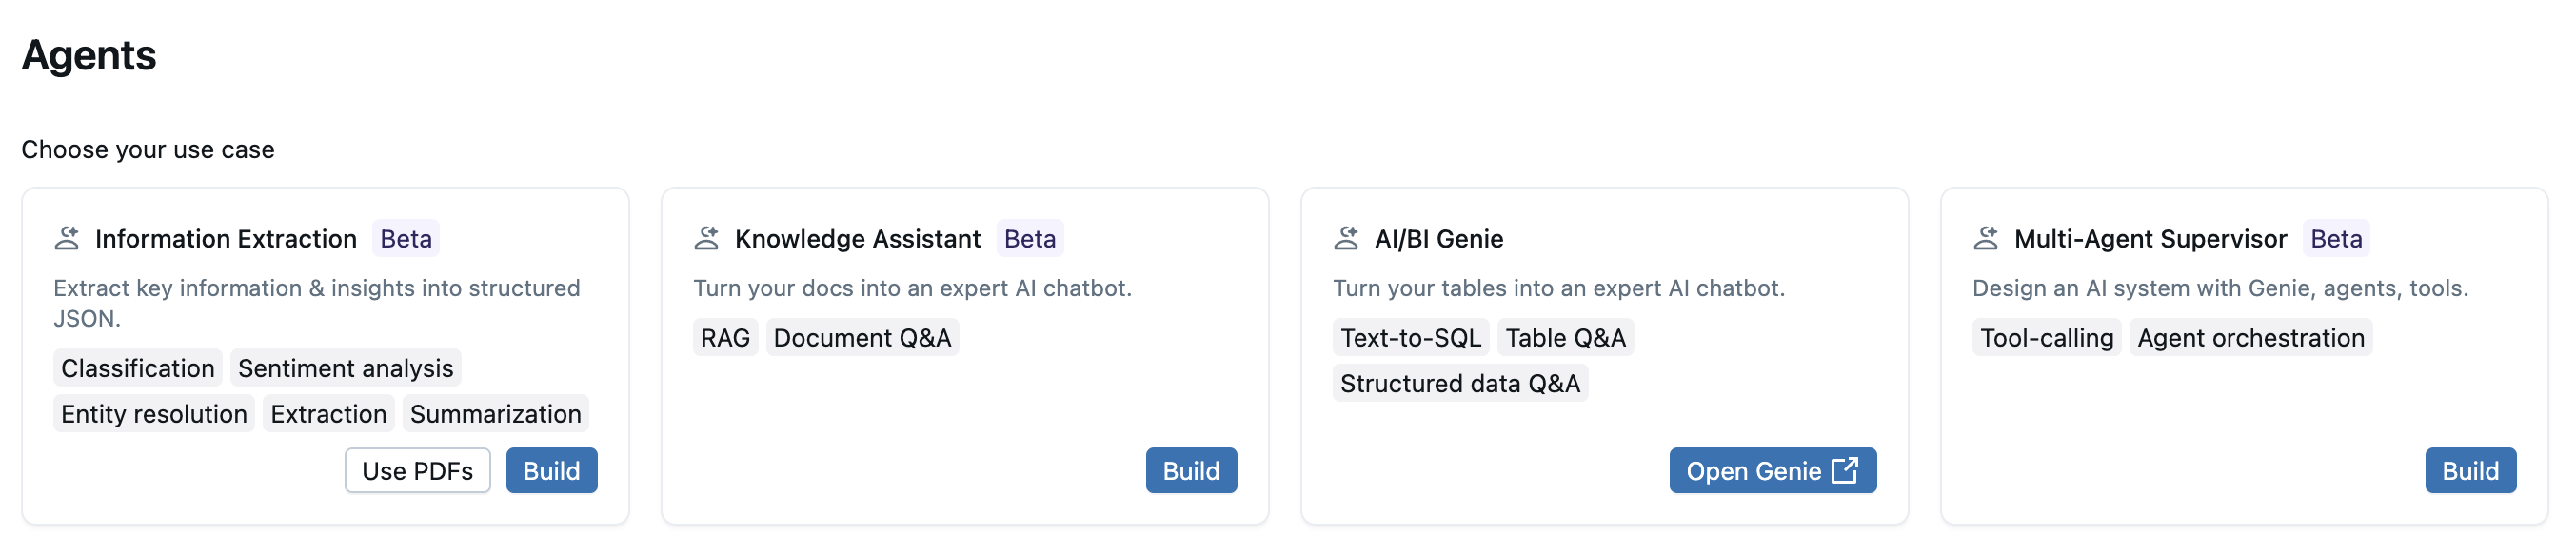 Agents
Choose your use case
Information Extraction Beta
Extract key information & insights into structured
JSON.
Classification Sentiment analysis
Entity resolution Extraction Summarization
Use PDFs Build
Knowledge Assistant Beta
Turn your docs into an expert AI chatbot.
RAG Document Q&A
Build
AI/BI Genie
Turn your tables into an expert AI chatbot.
Text-to-SQL Table Q&A
Structured data Q&A
Open Genie
Multi-Agent Supervisor Beta
Design an AI system with Genie, agents, tools.
Tool-calling Agent orchestration
Build